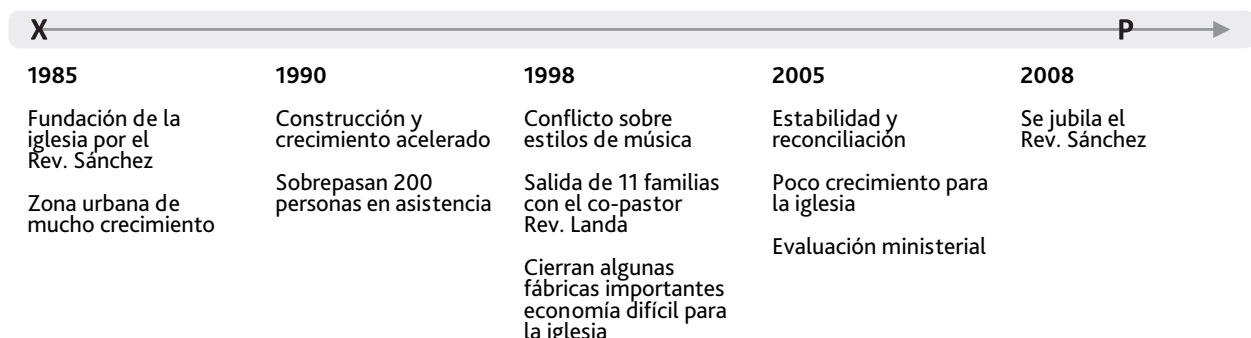 X P
1985
Fundación de la
iglesia por el
Rev. Sánchez
Zona urbana de
mucho crecimiento
1990
Construcción y
crecimiento acelerado
Sobrepasan 200
personas en asistencia
1998
Conflicto sobre
estilos de música
Salida de 11 familias
con el co-pastor
Rev. Landa
Cierran algunas
fábricas importantes
economía difícil para
la iglesia
2005
Estabilidad y
reconciliación
Poco crecimiento para
la iglesia
Evaluación ministerial
2008
Se jubila el
Rev. Sánchez